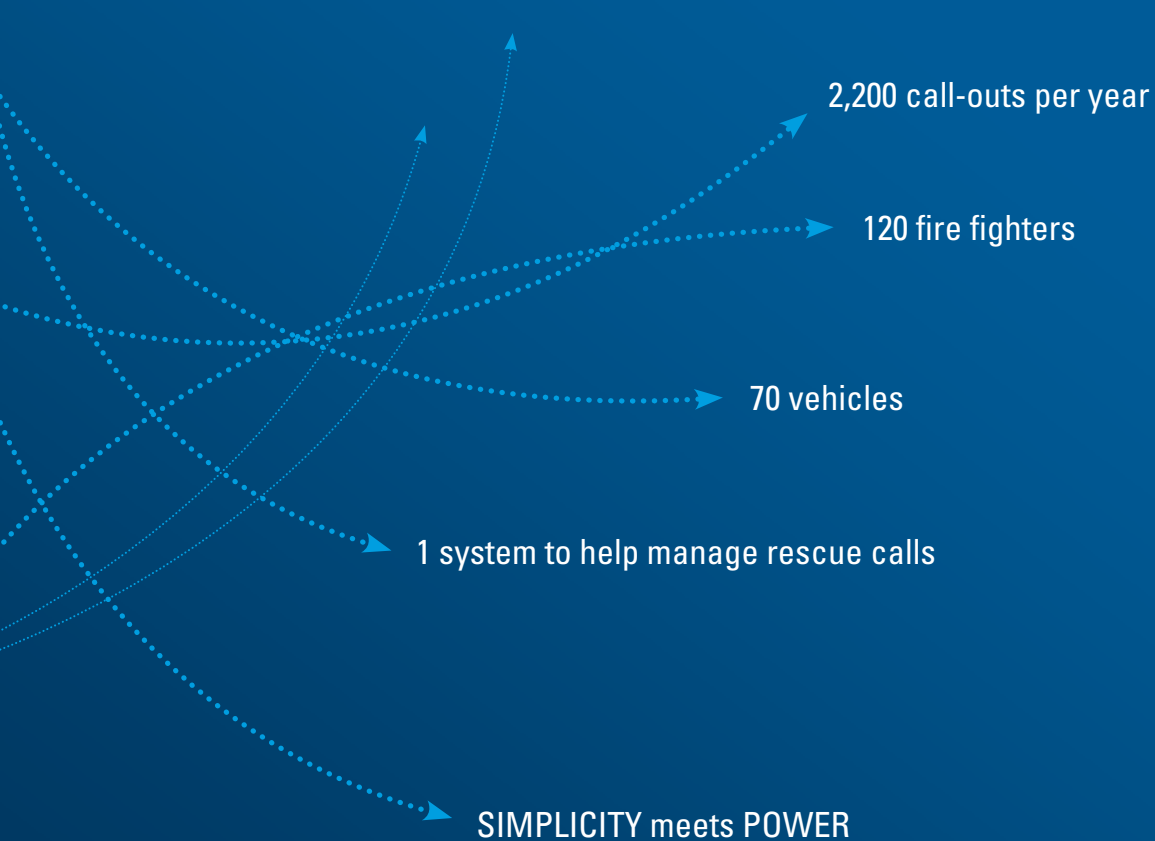 2,200 call-outs per year
120 fire fighters
70 vehicles
1 system to help manage rescue calls
SIMPLICITY meets POWER